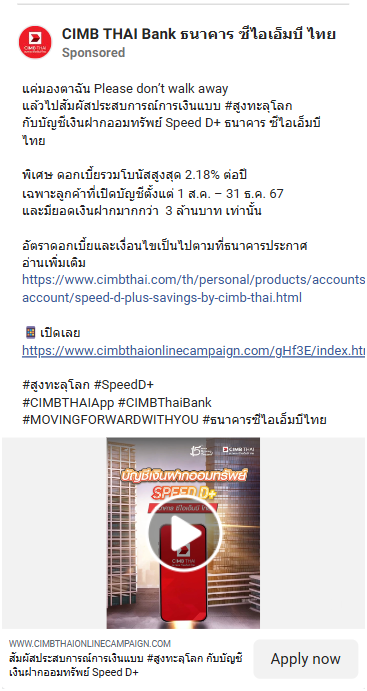 CIMB THAI Bank ธนาคาร ซีไอเอ็มบี ไทย
Sponsored
แค่มองตาฉัน Please don't walk away
แล้วไปสัมผัสประสบการณ์การเงินแบบ #สูงทะลุโลก
กับบัญชีเงินฝากออมทรัพย์ Speed D+ ธนาคาร ซีไอเอ็มบี
ไทย
พิเศษ ดอกเบี้ยรวมโบนัสสูงสุด 2.18% ต่อปี
เฉพาะลูกค้าที่เปิดบัญชีตั้งแต่ 1 ส.ค. – 31 ธ.ค. 67
และมียอดเงินฝากมากกว่า 3 ล้านบาท เท่านั้น
อัตราดอกเบี้ยและเงื่อนไขเป็นไปตามที่ธนาคารประกาศ
อ่านเพิ่มเติม
https://www.cimbthai.com/th/personal/products/accounts
account/speed-d-plus-savings-by-cimb-thai.html
เปิดเลย
https://www.cimbthaionlinecampaign.com/gHf3E/index.htm
#สูงทะลุโลก #SpeedD+
#CIMBTHAIApp #CIMBThaiBank
#MOVINGFORWARDWITHYOU #ธนาคารซีไอเอ็มบีไทย
CIMB THAI
บัญชีเงินฝากออมทรัพย์
SPEED D+
CIMB THAI
WWW.CIMBTHAIONLINECAMPAIGN.COM
สัมผัสประสบการณ์การเงินแบบ #สูงทะลุโลก กับบัญชี
เงินฝากออมทรัพย์ Speed D+
Apply now